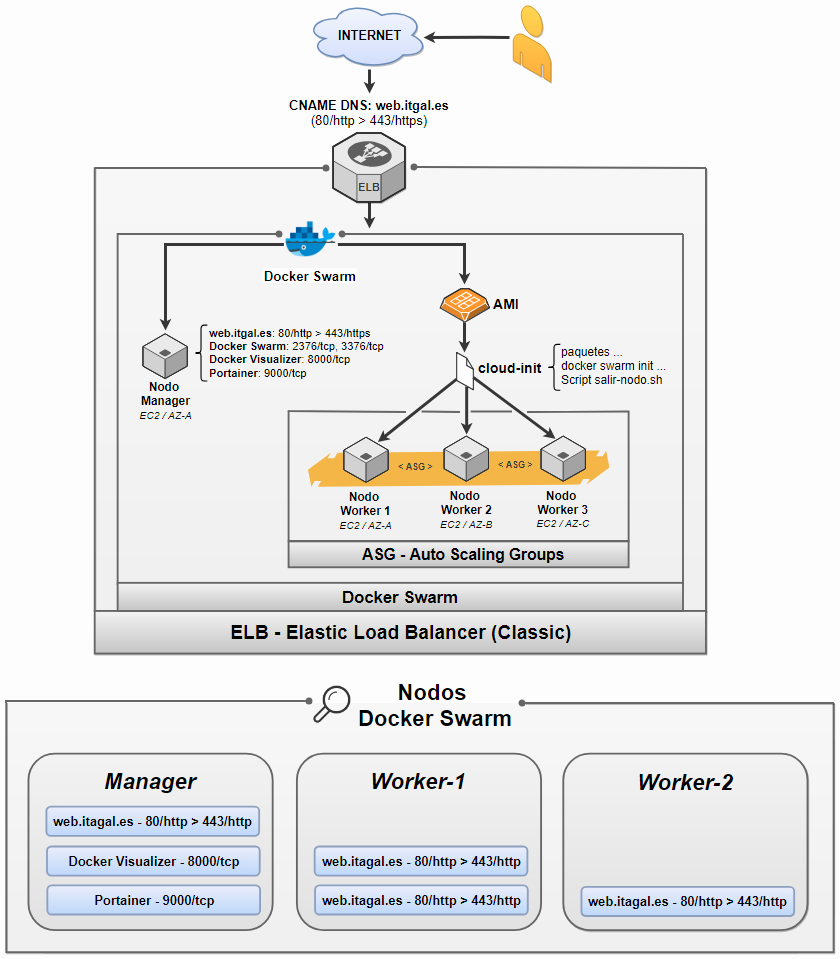 INTERNET
CNAME DNS: web.itgal.es
(80/http > 443/https)
ELB
Docker Swarm
AMI
web.itgal.es: 80/http > 443/https
Docker Swarm: 2376/tcp, 3376/tcp
Docker Visualizer: 8000/tcp
Portainer: 9000/tcp
Nodo
Manager
EC2 / AZ-A
cloud-init
paquetes ...
docker swarm init ...
Script salir-nodo.sh
< ASG >
< ASG >
Nodo
Worker 1
EC2 / AZ-A
Nodo
Worker 2
EC2 / AZ-B
Nodo
Worker 3
EC2 / AZ-C
ASG - Auto Scaling Groups
Docker Swarm
ELB - Elastic Load Balancer (Classic)
Nodos
Docker Swarm
Manager
web.itagal.es - 80/http > 443/http
Docker Visualizer - 8000/tcp
Portainer - 9000/tcp
Worker-1
web.itagal.es - 80/http > 443/http
web.itagal.es - 80/http > 443/http
Worker-2
web.itagal.es - 80/http > 443/http